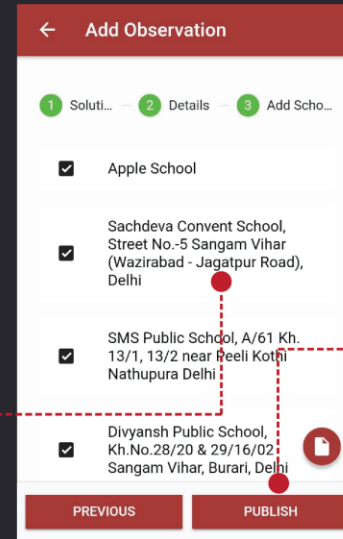 Add Observation
1 Soluti... 2 Details 3 Add Scho...
Apple School
Sachdeva Convent School,
Street No.-5 Sangam Vihar
(Wazirabad - Jagatpur Road),
Delhi
SMS Public School, A/61 Kh.
13/1, 13/2 near Peeli Kothi
Nathupura Delhi
Divyansh Public School,
Kh.No.28/20 & 29/16/02
Sangam Vihar, Burari, Delhi
PREVIOUS PUBLISH